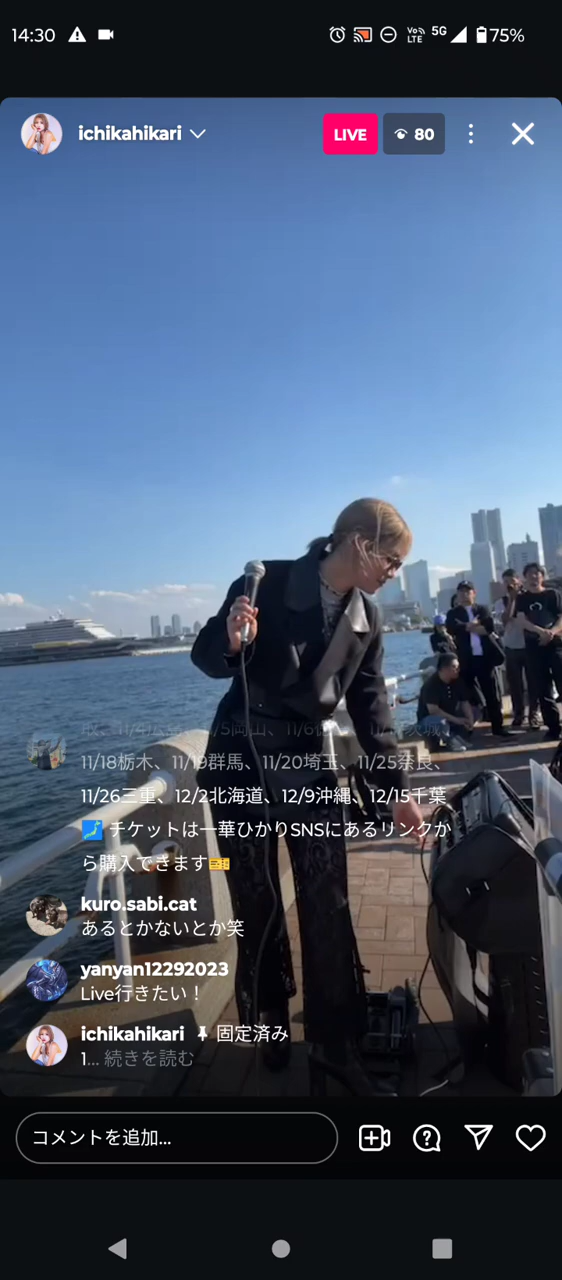 14:30
Vo LTE
5G
75%
ichikahikari
LIVE
80
11/18栃木、11/19群馬、11/20埼玉、11/25奈良、
11/26三重、12/2北海道、12/9沖縄、12/15千葉
🗾 チケットは一華ひかりSNSにあるリンクか
ら購入できます🎫
kuro.sabi.cat
あるとかないとか笑
yanyan12292023
Live行きたい！
ichikahikari 📌 固定済み
1... 続きを読む
コメントを追加...